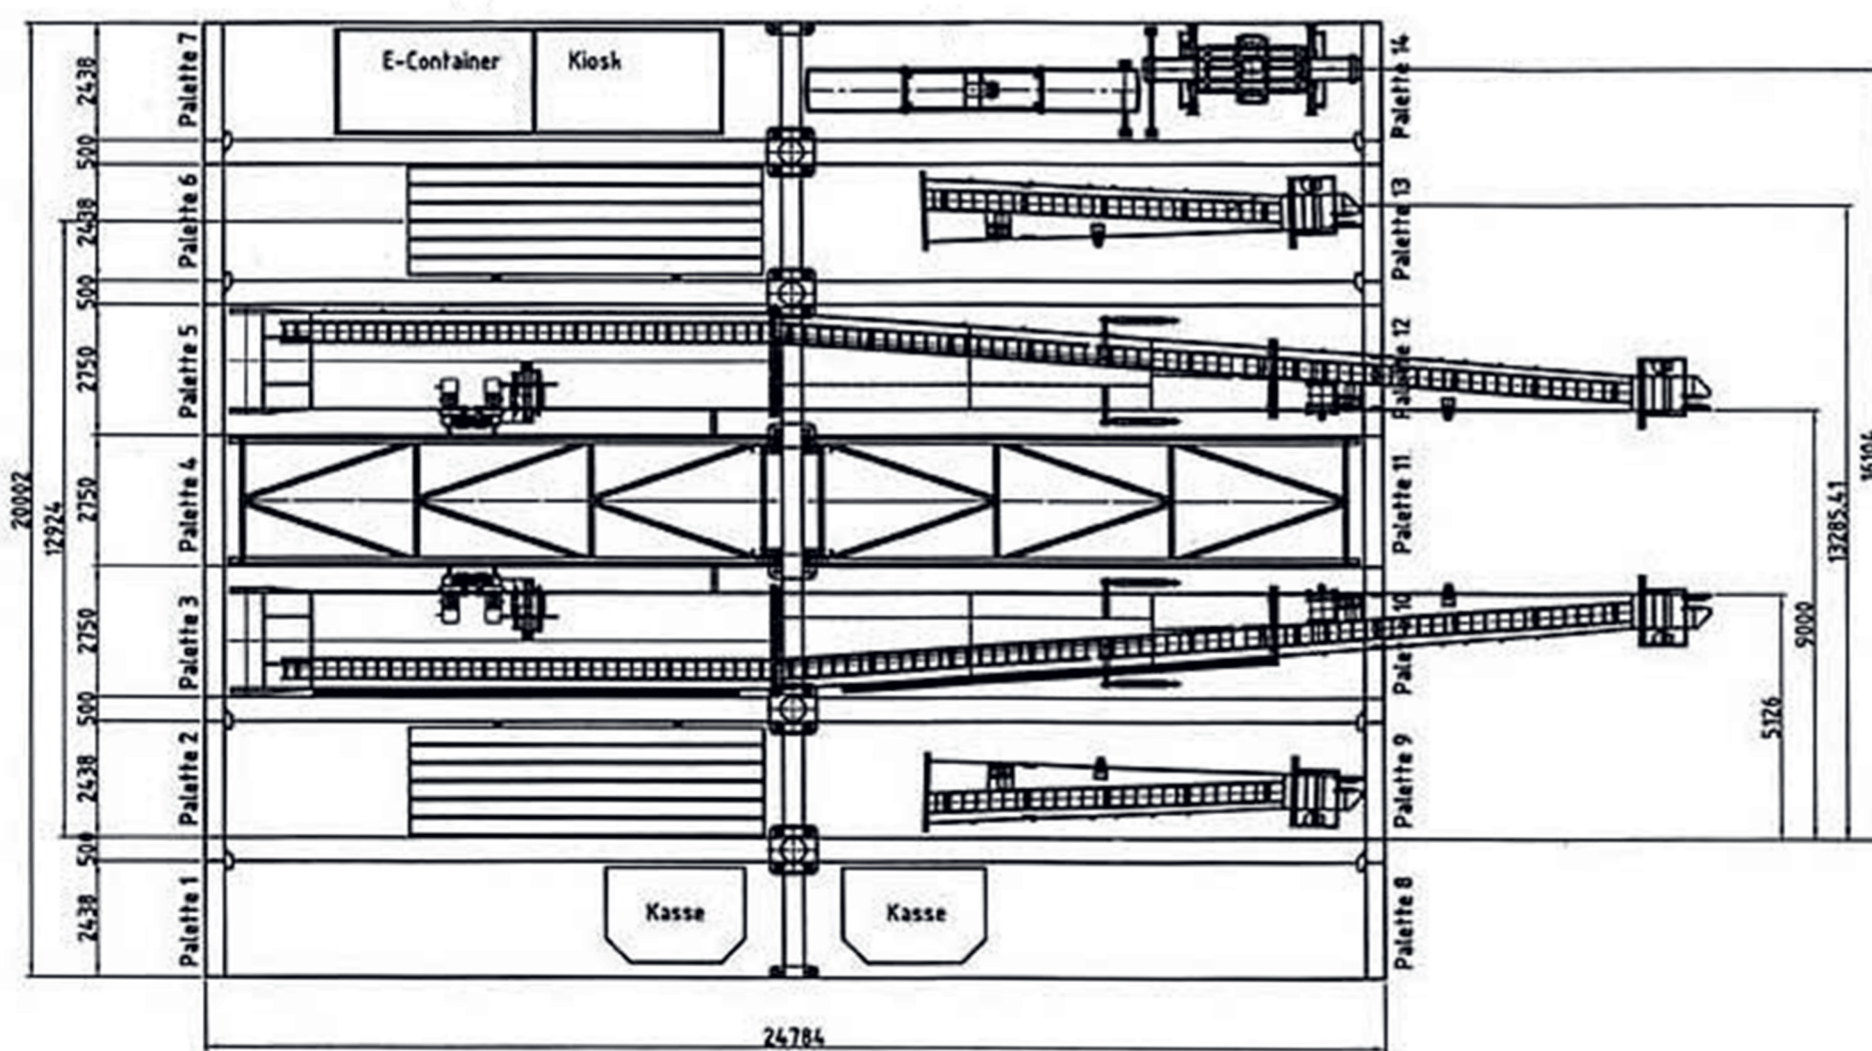 Palette 7
E-Container
Kiosk
Palette 14
2438
500
Palette 6
Palette 13
2438
500
Palette 5
Palette 12
2750
Palette 4
Palette 11
2750
20002
12924
Palette 3
Palette 10
2750
500
Palette 2
Palette 9
2438
500
Palette 1
Kasse
Kasse
Palette 8
2438
5126
9000
13285.41
24784